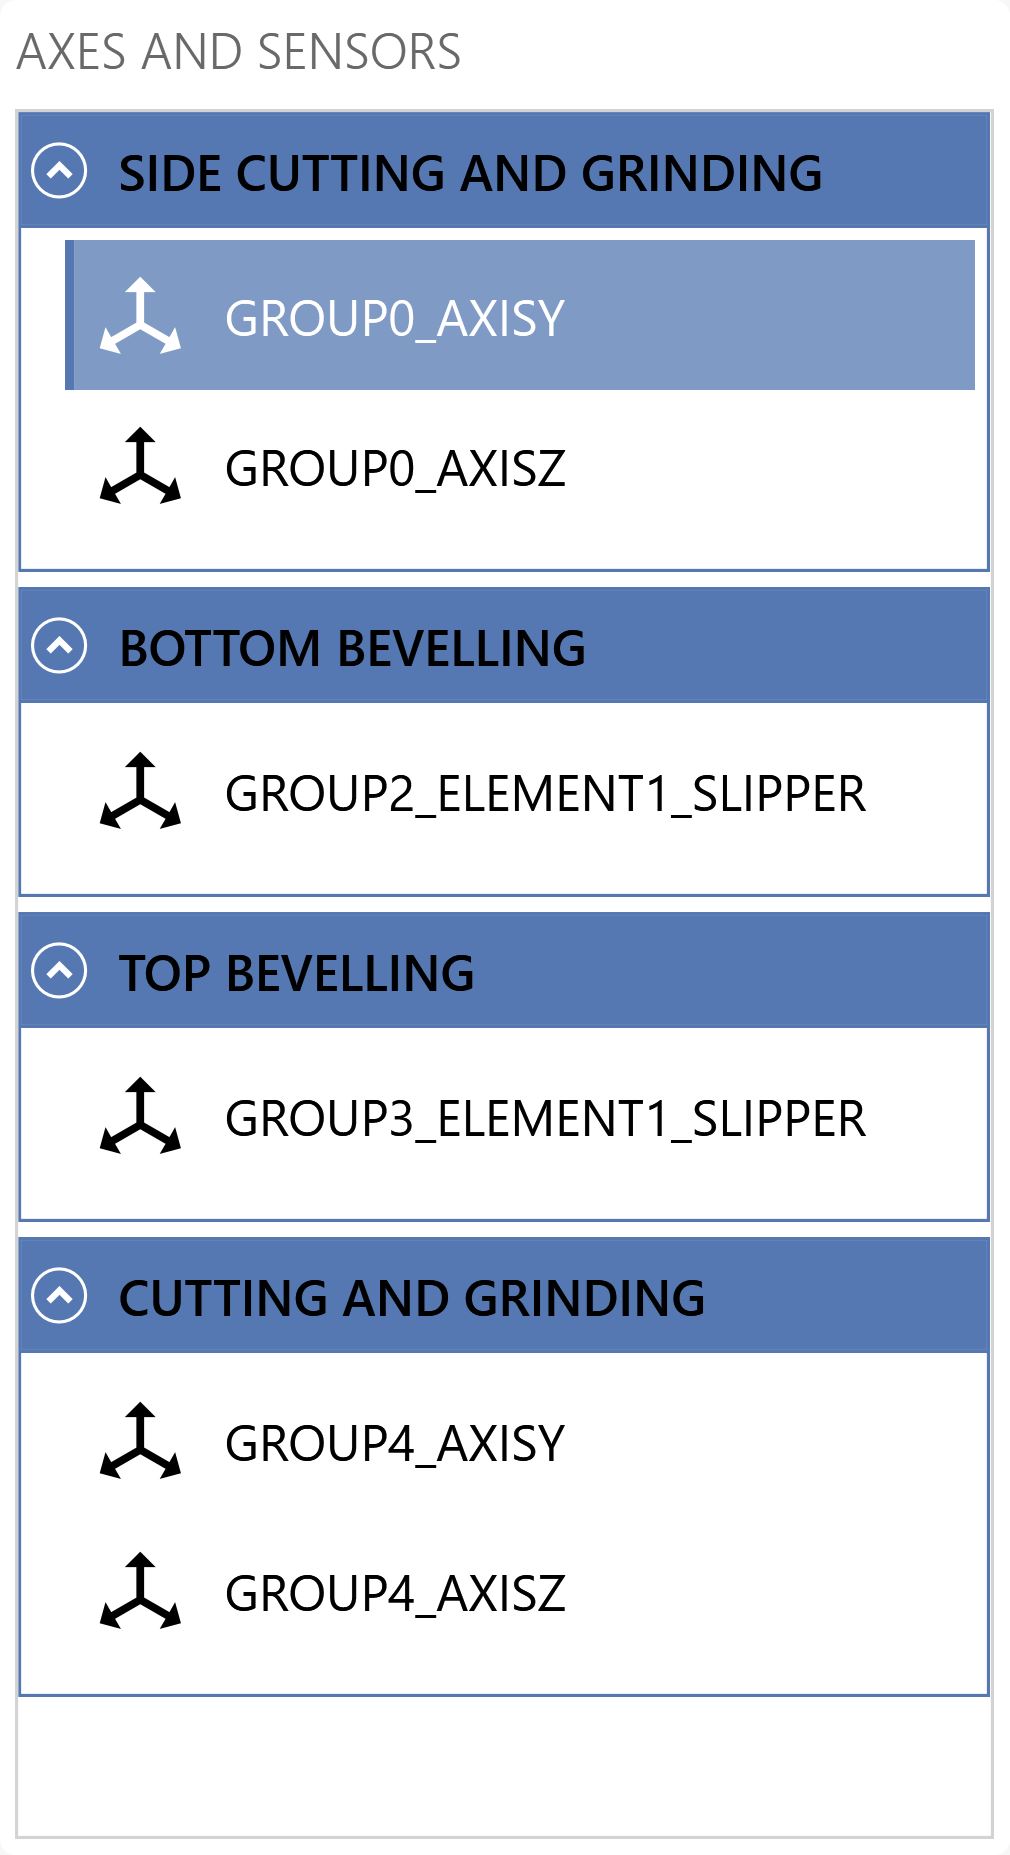 AXES AND SENSORS
SIDE CUTTING AND GRINDING
GROUP0_AXISY
GROUP0_AXISZ
BOTTOM BEVELLING
GROUP2_ELEMENT1_SLIPPER
TOP BEVELLING
GROUP3_ELEMENT1_SLIPPER
CUTTING AND GRINDING
GROUP4_AXISY
GROUP4_AXISZ